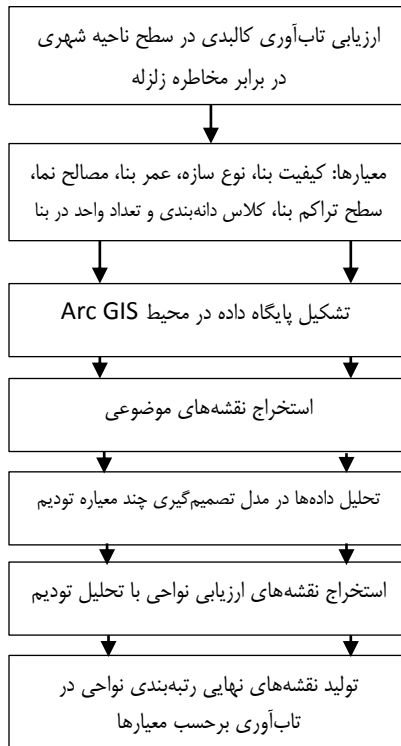 ارزیابی تاب‌آوری کالبدی در سطح ناحیه شهری
در برابر مخاطره زلزله
معیارها: کیفیت بنا، نوع سازه، عمر بنا، مصالح نما،
سطح تراکم بنا، کلاس دانه‌بندی و تعداد واحد در بنا
تشکیل پایگاه داده در محیط Arc GIS
استخراج نقشه‌های موضوعی
تحلیل داده‌ها در مدل تصمیم‌گیری چند معیاره تودیم
استخراج نقشه‌های ارزیابی نواحی با تحلیل تودیم
تولید نقشه‌های نهایی رتبه‌بندی نواحی در
تاب‌آوری برحسب معیارها